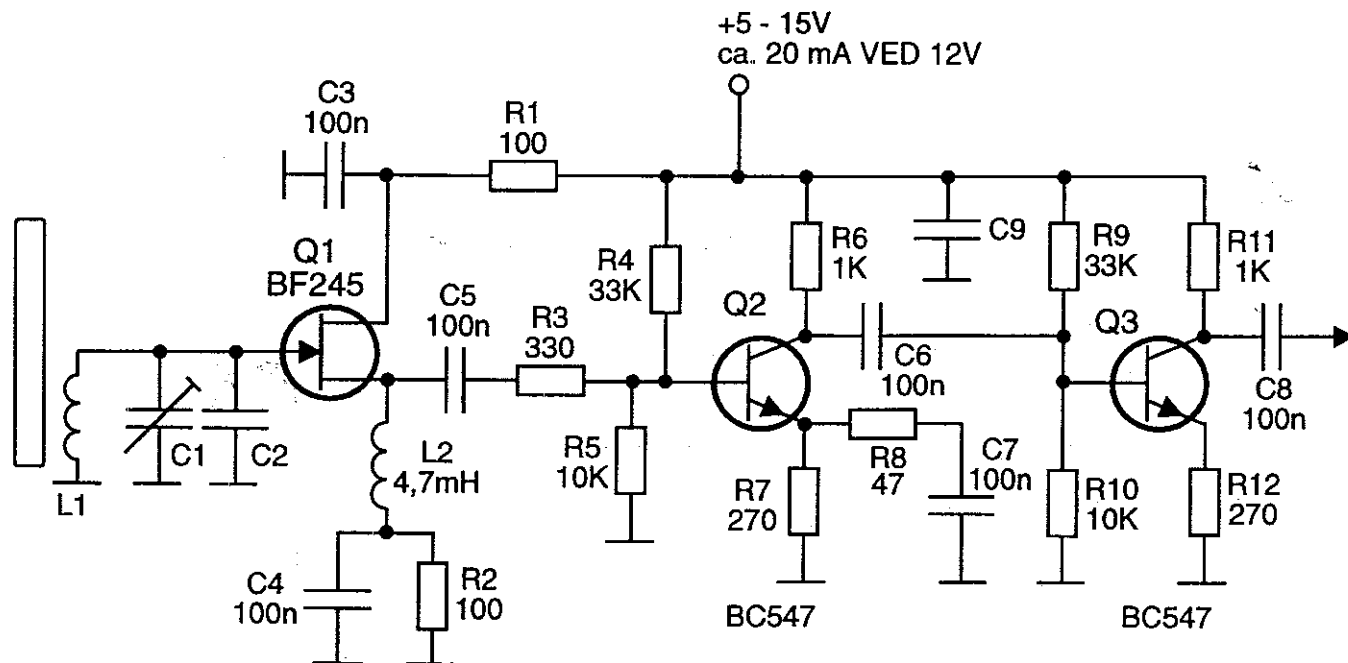 +5 - 15V
ca. 20 mA VED 12V
C3
100n
R1
100
Q1
BF245
C5
100n
R3
330
R4
33K
R6
1K
C9
R9
33K
R11
1K
Q2
Q3
C6
100n
C8
100n
L1
C1
C2
L2
4,7mH
R5
10K
R7
270
R8
47
C7
100n
R10
10K
R12
270
C4
100n
R2
100
BC547
BC547